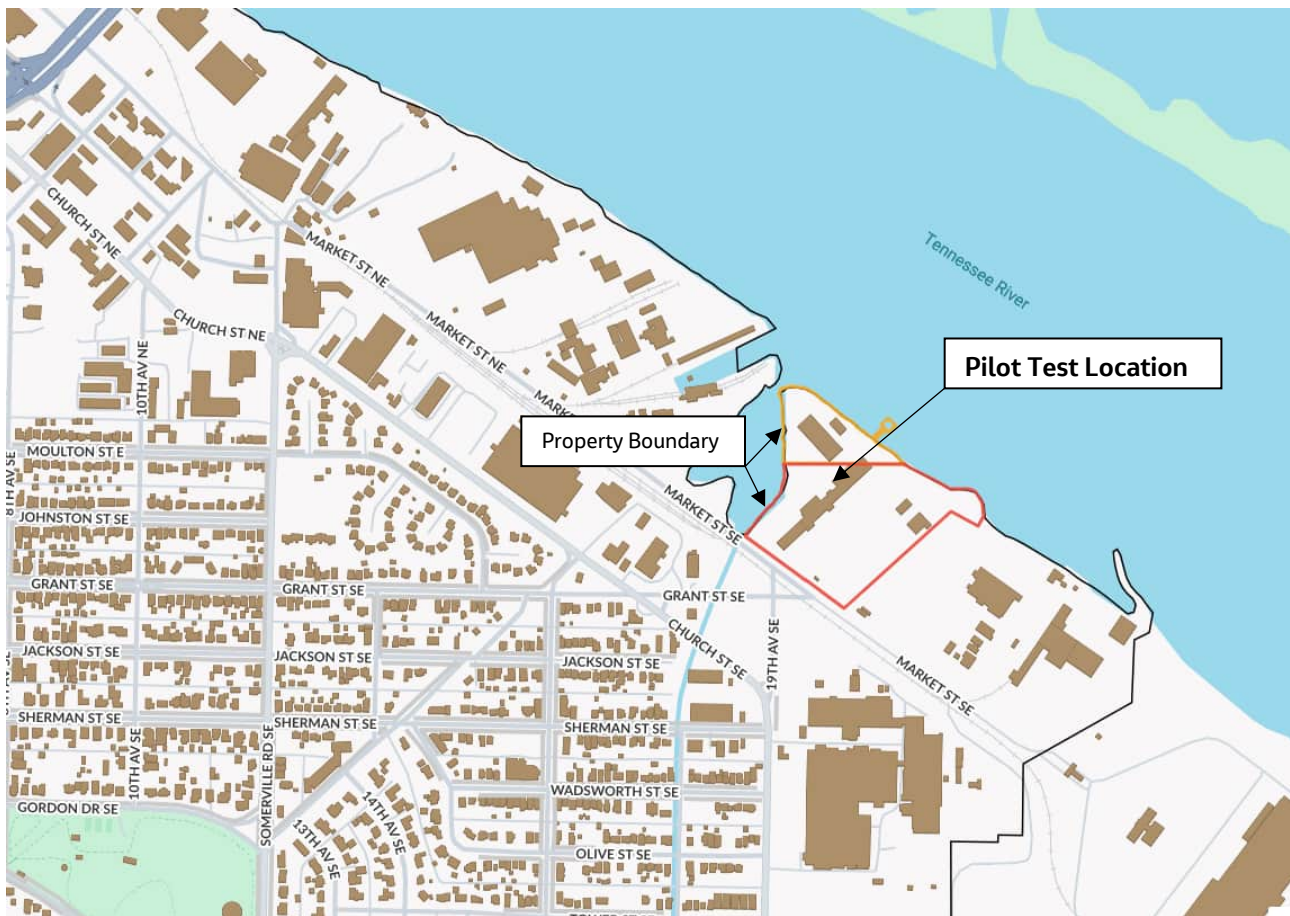 Tennessee River
CHURCH ST NE
MARKET ST NE
CHURCH ST NE
MARKET ST NE
10TH AV NE
Pilot Test Location
Property Boundary
MOULTON ST E
8TH AV SE
JOHNSTON ST SE
MARKET ST SE
GRANT ST SE
GRANT ST SE
GRANT ST SE
CHURCH ST SE
19TH AV SE
JACKSON ST SE
JACKSON ST SE
JACKSON ST SE
MARKET ST SE
SHERMAN ST SE
SHERMAN ST SE
SHERMAN ST SE
10TH AV SE
SOMERVILLE RD SE
WADSWORTH ST SE
GORDON DR SE
14TH AV SE
13TH AV SE
OLIVE ST SE